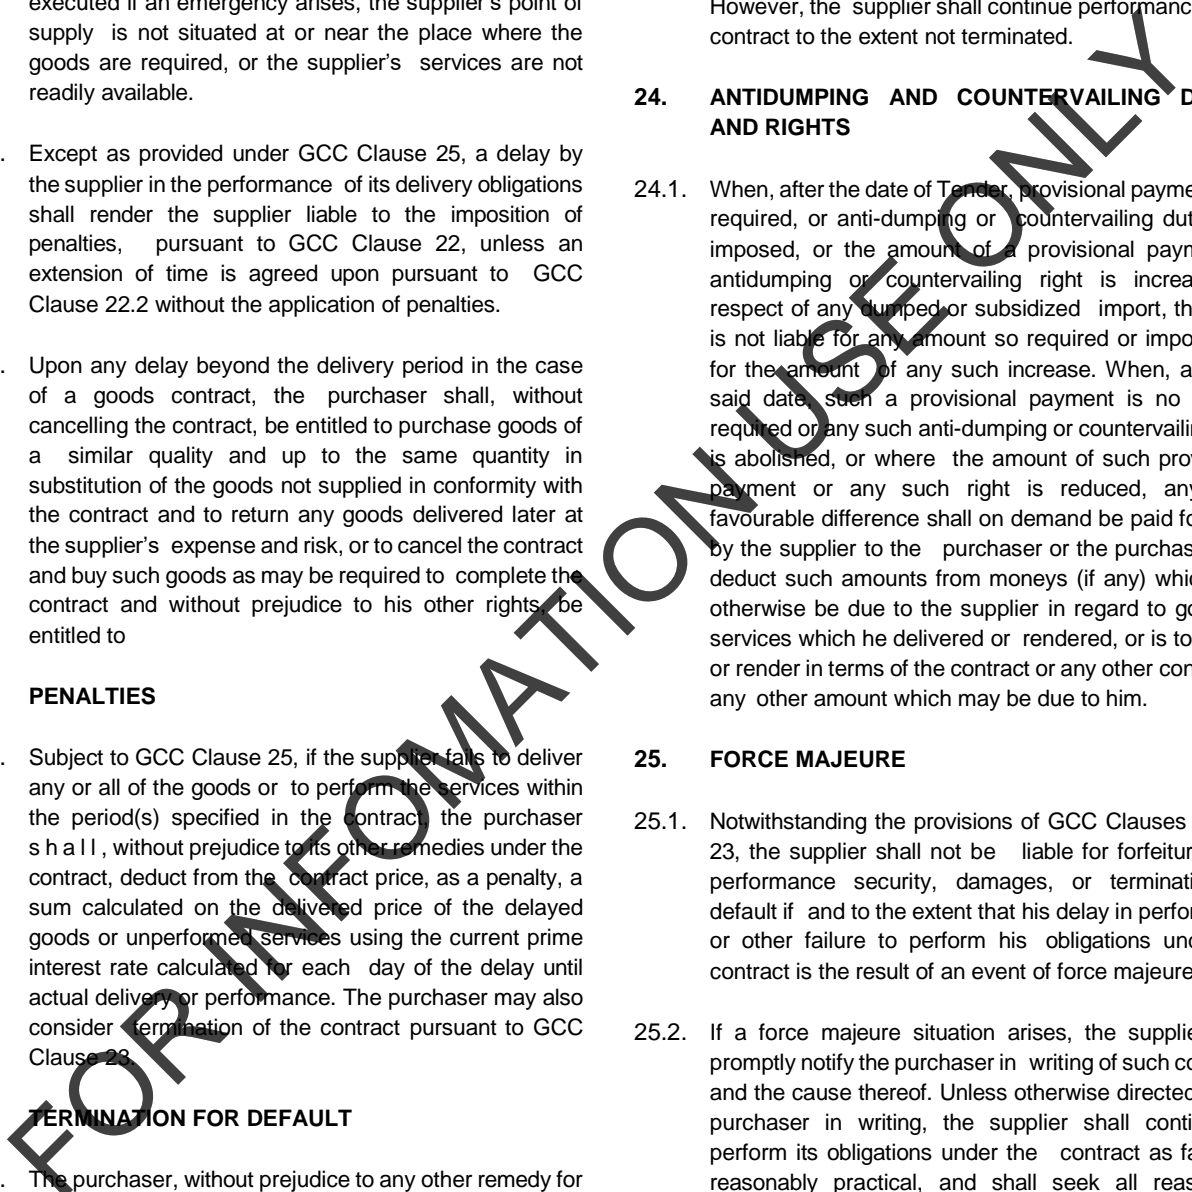 executed if an emergency arises, the supplier's point of
supply is not situated at or near the place where the
goods are required, or the supplier's services are not
readily available.
. Except as provided under GCC Clause 25, a delay by
the supplier in the performance of its delivery obligations
shall render the supplier liable to the imposition of
penalties, pursuant to GCC Clause 22, unless an
extension of time is agreed upon pursuant to GCC
Clause 22.2 without the application of penalties.
. Upon any delay beyond the delivery period in the case
of a goods contract, the purchaser shall, without
cancelling the contract, be entitled to purchase goods of
a similar quality and up to the same quantity in
substitution of the goods not supplied in conformity with
the contract and to return any goods delivered later at
the supplier's expense and risk, or to cancel the contract
and buy such goods as may be required to complete the
contract and without prejudice to his other rights, be
entitled to
PENALTIES
. Subject to GCC Clause 25, if the supplier fails to deliver
any or all of the goods or to perform the services within
the period(s) specified in the contract, the purchaser
s h a l l , without prejudice to its other remedies under the
contract, deduct from the contract price, as a penalty, a
sum calculated on the delivered price of the delayed
goods or unperformed services using the current prime
interest rate calculated for each day of the delay until
actual delivery or performance. The purchaser may also
consider termination of the contract pursuant to GCC
Clause 23.
TERMINATION FOR DEFAULT
. The purchaser, without prejudice to any other remedy for
However, the supplier shall continue performanc
contract to the extent not terminated.
24. ANTIDUMPING AND COUNTERVAILING D
AND RIGHTS
24.1. When, after the date of Tender, provisional payme
required, or anti-dumping or countervailing dut
imposed, or the amount of a provisional paym
antidumping or countervailing right is increa
respect of any dumped or subsidized import, th
is not liable for any amount so required or impo
for the amount of any such increase. When, a
said date, such a provisional payment is no
required or any such anti-dumping or countervailin
is abolished, or where the amount of such prov
payment or any such right is reduced, any
favourable difference shall on demand be paid fo
by the supplier to the purchaser or the purchas
deduct such amounts from moneys (if any) whic
otherwise be due to the supplier in regard to go
services which he delivered or rendered, or is to
or render in terms of the contract or any other con
any other amount which may be due to him.
25. FORCE MAJEURE
25.1. Notwithstanding the provisions of GCC Clauses
23, the supplier shall not be liable for forfeitur
performance security, damages, or terminati
default if and to the extent that his delay in perfor
or other failure to perform his obligations und
contract is the result of an event of force majeure
25.2. If a force majeure situation arises, the supplie
promptly notify the purchaser in writing of such co
and the cause thereof. Unless otherwise directed
purchaser in writing, the supplier shall conti
perform its obligations under the contract as fa
reasonably practical, and shall seek all reas
FOR INFOMATION USE ONLY